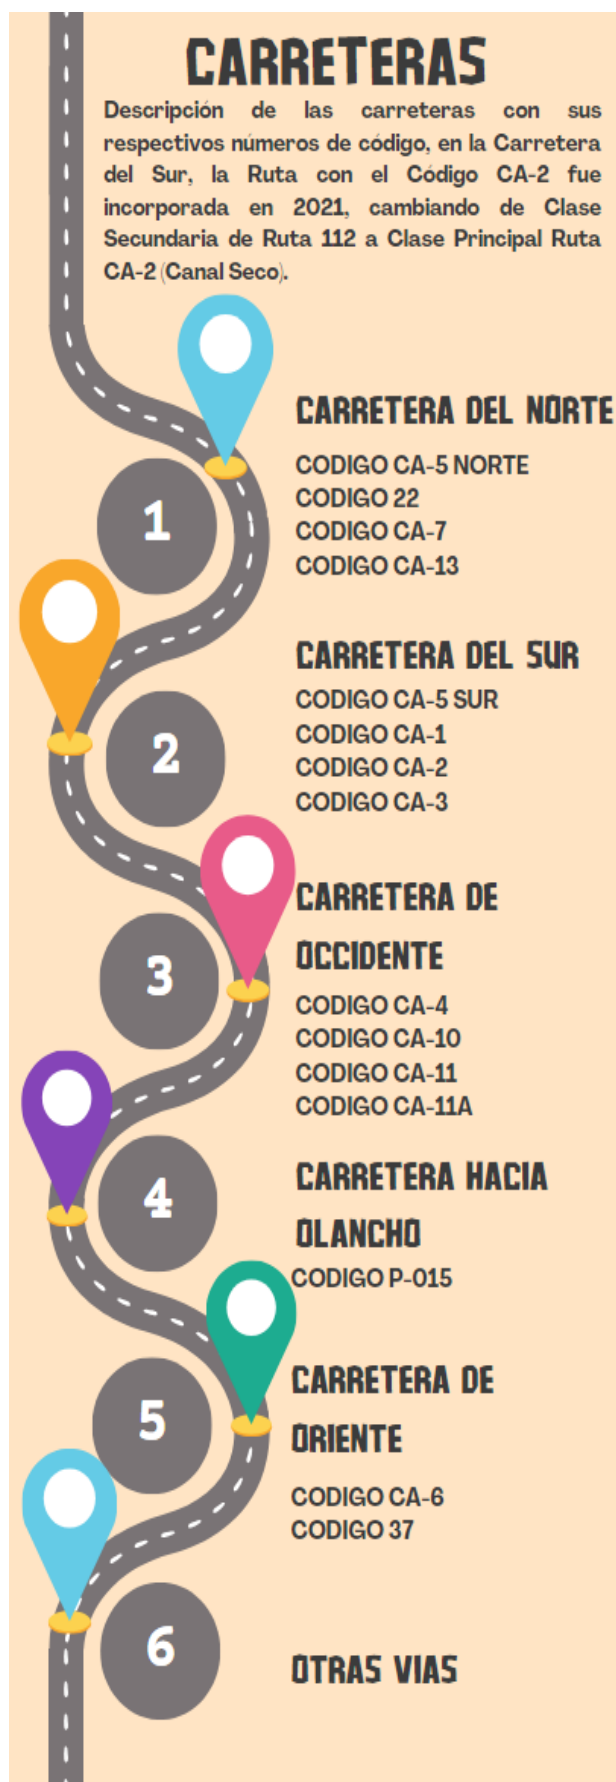 CARRETERAS
Descripción de las carreteras con sus
respectivos números de código, en la Carretera
del Sur, la Ruta con el Código CA-2 fue
incorporada en 2021, cambiando de Clase
Secundaria de Ruta 112 a Clase Principal Ruta
CA-2 (Canal Seco).
1
CARRETERA DEL NORTE
CODIGO CA-5 NORTE
CODIGO 22
CODIGO CA-7
CODIGO CA-13
2
CARRETERA DEL SUR
CODIGO CA-5 SUR
CODIGO CA-1
CODIGO CA-2
CODIGO CA-3
3
CARRETERA DE
OCCIDENTE
CODIGO CA-4
CODIGO CA-10
CODIGO CA-11
CODIGO CA-11A
4
CARRETERA HACIA
OLANCHO
CODIGO P-015
5
CARRETERA DE
ORIENTE
CODIGO CA-6
CODIGO 37
6
OTRAS VIAS